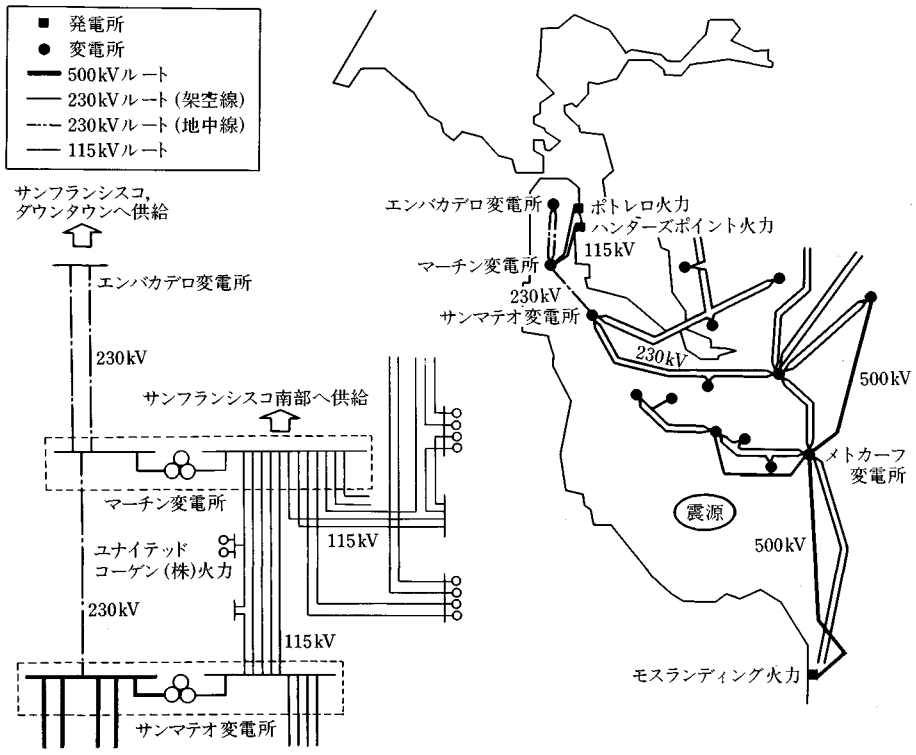 発電所
変電所
500kVルート
230kVルート(架空線)
230kVルート(地中線)
115kVルート
サンフランシスコ,
ダウンタウンへ供給
エンバカデロ変電所
230kV
サンフランシスコ南部へ供給
マーチン変電所
ユナイテッド
コーゲン(株)火力
115kV
230kV
115kV
サンマテオ変電所
エンバカデロ変電所
ポトレロ火力
ハンターズポイント火力
115kV
マーチン変電所
230kV
サンマテオ変電所
230kV
500kV
メトカーフ
変電所
震源
500kV
モスランディング火力